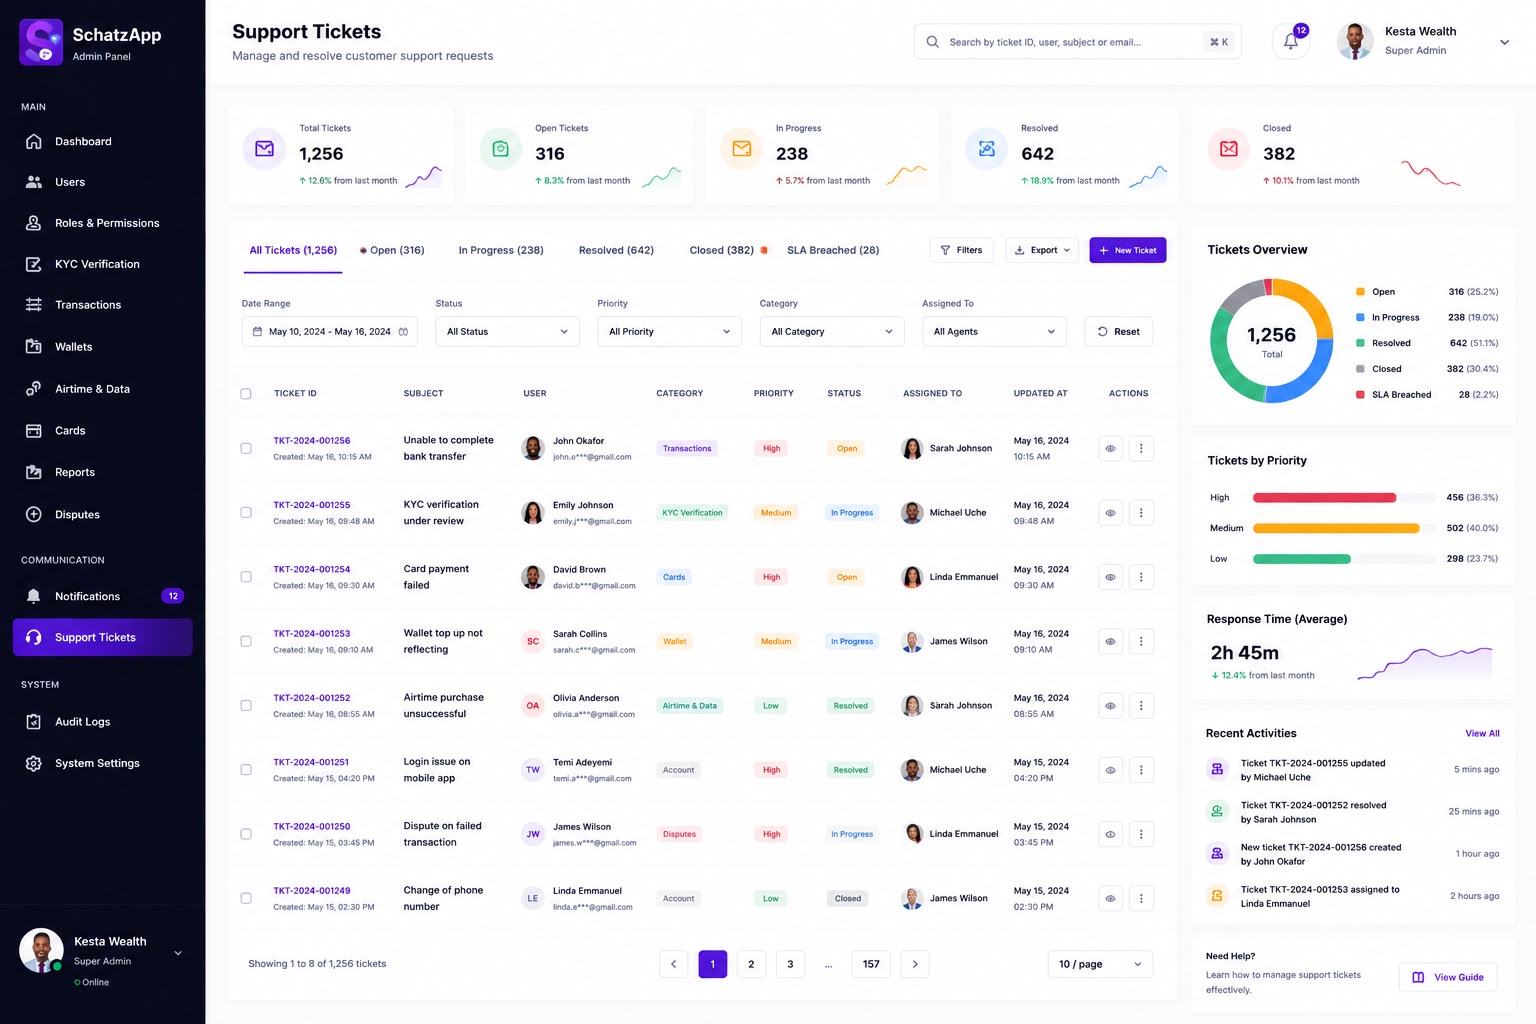 SchatzApp
Admin Panel
MAIN
Dashboard
Users
Roles & Permissions
KYC Verification
Transactions
Wallets
Airtime & Data
Cards
Reports
Disputes
COMMUNICATION
Notifications 12
Support Tickets
SYSTEM
Audit Logs
System Settings
Kesta Wealth
Super Admin
Online
Support Tickets
Manage and resolve customer support requests
Search by ticket ID, user, subject or email... ⌘ K
12
Kesta Wealth
Super Admin
Total Tickets
1,256
↑ 12.6% from last month
Open Tickets
316
↑ 8.3% from last month
In Progress
238
↑ 5.7% from last month
Resolved
642
↑ 18.9% from last month
Closed
382
↑ 10.1% from last month
All Tickets (1,256) Open (316) In Progress (238) Resolved (642) Closed (382) SLA Breached (28) Filters Export + New Ticket
Date Range Status Priority Category Assigned To
May 10, 2024 - May 16, 2024 All Status All Priority All Category All Agents Reset
TICKET ID SUBJECT USER CATEGORY PRIORITY STATUS ASSIGNED TO UPDATED AT ACTIONS
TKT-2024-001256 Unable to complete John Okafor Transactions High Open Sarah Johnson May 16, 2024
Created: May 16, 10:15 AM bank transfer john.o***@gmail.com 10:15 AM
TKT-2024-001255 KYC verification Emily Johnson KYC Verification Medium In Progress Michael Uche May 16, 2024
Created: May 16, 09:48 AM under review emily.j***@gmail.com 09:48 AM
TKT-2024-001254 Card payment David Brown Cards High Open Linda Emmanuel May 16, 2024
Created: May 16, 09:30 AM failed david.b***@gmail.com 09:30 AM
TKT-2024-001253 Wallet top up not SC Sarah Collins Wallet Medium In Progress James Wilson May 16, 2024
Created: May 16, 09:10 AM reflecting sarah.c***@gmail.com 09:10 AM
TKT-2024-001252 Airtime purchase OA Olivia Anderson Airtime & Data Low Resolved Sarah Johnson May 16, 2024
Created: May 16, 08:55 AM unsuccessful olivia.a***@gmail.com 08:55 AM
TKT-2024-001251 Login issue on TW Temi Adeyemi Account High Resolved Michael Uche May 15, 2024
Created: May 15, 04:20 PM mobile app temi.a***@gmail.com 04:20 PM
TKT-2024-001250 Dispute on failed JW James Wilson Disputes High In Progress Linda Emmanuel May 15, 2024
Created: May 15, 03:45 PM transaction james.w***@gmail.com 03:45 PM
TKT-2024-001249 Change of phone LE Linda Emmanuel Account Low Closed James Wilson May 15, 2024
Created: May 15, 02:30 PM number linda.e***@gmail.com 02:30 PM
Showing 1 to 8 of 1,256 tickets 1 2 3 ... 157 10 / page
Tickets Overview
1,256
Total
Open 316 (25.2%)
In Progress 238 (19.0%)
Resolved 642 (51.1%)
Closed 382 (30.4%)
SLA Breached 28 (2.2%)
Tickets by Priority
High 456 (36.3%)
Medium 502 (40.0%)
Low 298 (23.7%)
Response Time (Average)
2h 45m
↓ 12.4% from last month
Recent Activities View All
Ticket TKT-2024-001255 updated
by Michael Uche 5 mins ago
Ticket TKT-2024-001252 resolved
by Sarah Johnson 25 mins ago
New ticket TKT-2024-001256 created
by John Okafor 1 hour ago
Ticket TKT-2024-001253 assigned to
Linda Emmanuel 2 hours ago
Need Help?
Learn how to manage support tickets
effectively.
View Guide